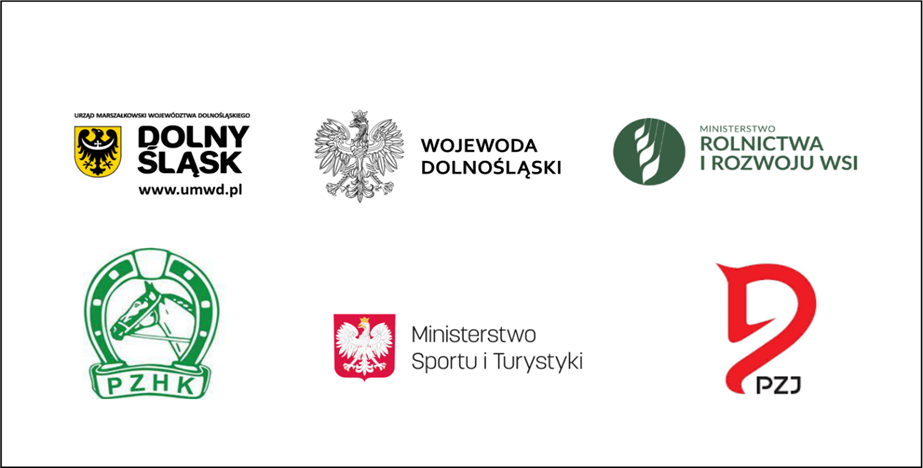 URZĄD MARSZAŁKOWSKI WOJEWÓDZTWA DOLNOŚLĄSKIEGO
DOLNY
ŚLĄSK
www.umwd.pl
WOJEWODA
DOLNOŚLĄSKI
MINISTERSTWO
ROLNICTWA
I ROZWOJU WSI
PZHK
Ministerstwo
Sportu i Turystyki
PZJ